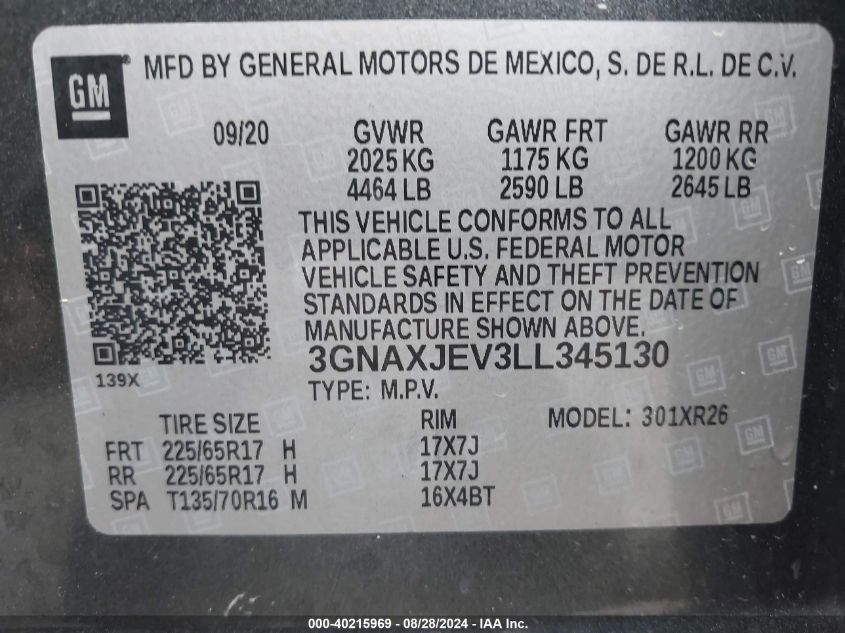 GM ® MFD BY GENERAL MOTORS DE MEXICO, S. DE R.L. DE C.V.
09/20 GVWR GAWR FRT GAWR RR
2025 KG 1175 KG 1200 KG
4464 LB 2590 LB 2645 LB
THIS VEHICLE CONFORMS TO ALL
APPLICABLE U.S. FEDERAL MOTOR
VEHICLE SAFETY AND THEFT PREVENTION
STANDARDS IN EFFECT ON THE DATE OF
MANUFACTURE SHOWN ABOVE.
3GNAXJEV3LL345130
139X
TYPE: M.P.V.
TIRE SIZE RIM MODEL: 301XR26
FRT 225/65R17 H 17X7J
RR 225/65R17 H 17X7J
SPA T135/70R16 M 16X4BT
000-40215969 - 08/28/2024 - IAAI.com, Inc.